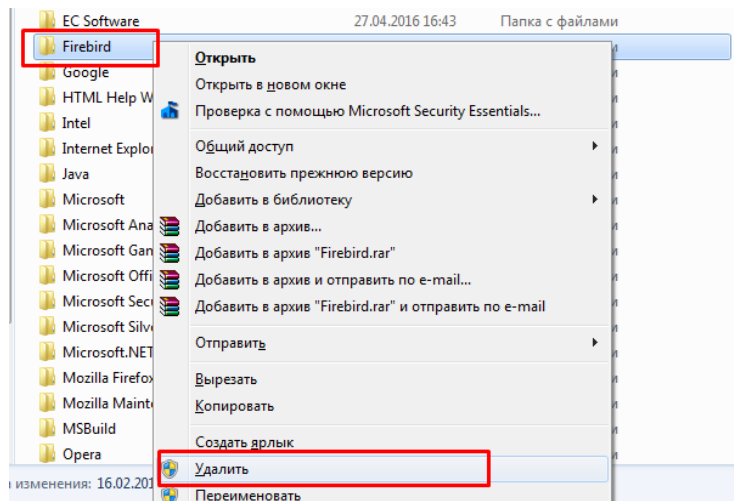 EC Software 27.04.2016 16:43 Папка с файлами
Firebird
Открыть
Google
Открыть в новом окне
HTML Help W
Проверка с помощью Microsoft Security Essentials...
Intel
Internet Explo
Общий доступ
Java
Восстановить прежнюю версию
Microsoft
Добавить в библиотеку
Microsoft Ana
Добавить в архив...
Microsoft Gan
Добавить в архив "Firebird.rar"
Microsoft Offi
Добавить в архив и отправить по e-mail...
Microsoft Secu
Добавить в архив "Firebird.rar" и отправить по e-mail
Microsoft Silve
Отправить
Microsoft.NET
Mozilla Firefox
Вырезать
Mozilla Mainte
Копировать
MSBuild
Создать ярлык
Opera
Удалить
изменения: 16.02.201
Переименовать